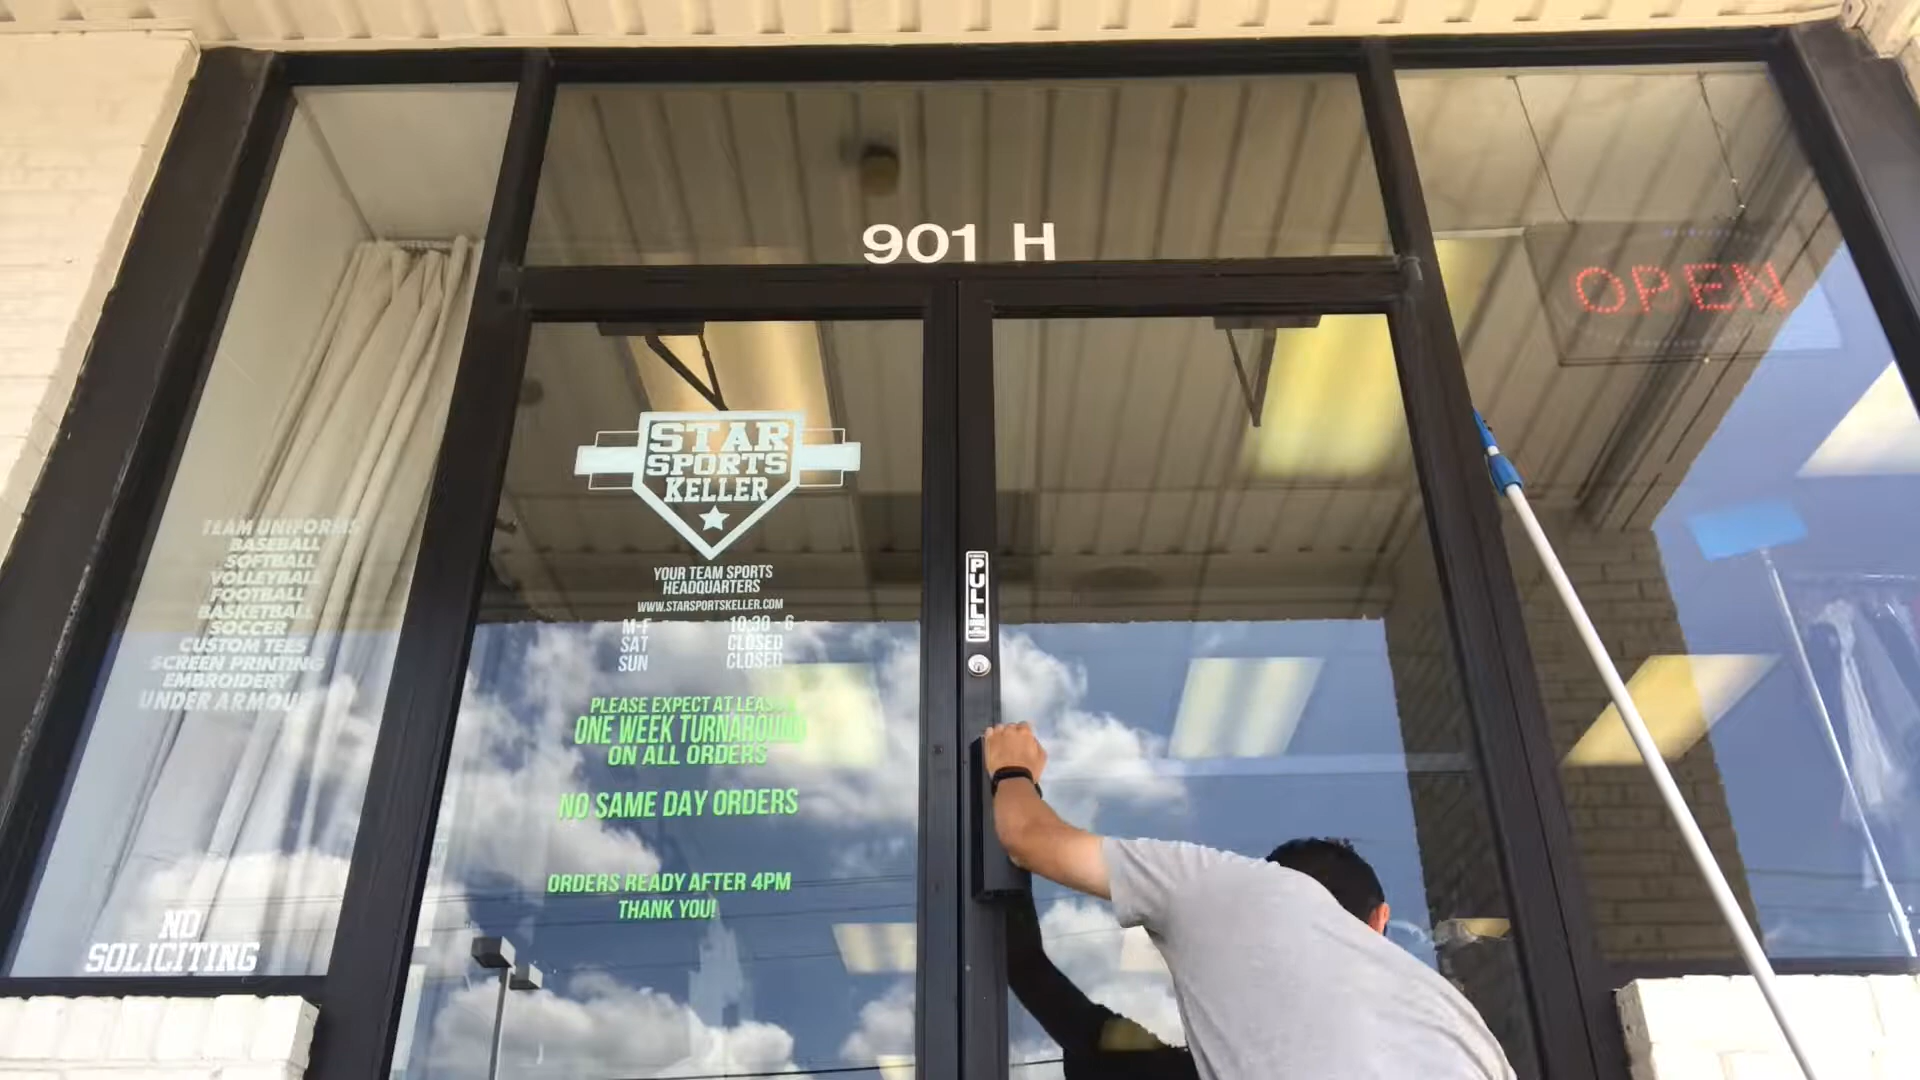 901 H
OPEN
STAR
SPORTS
KELLER
YOUR TEAM SPORTS
HEADQUARTERS
WWW.STARSPORTSKELLER.COM
M-F 10:30 - 6
SAT CLOSED
SUN CLOSED
PLEASE EXPECT AT LEAST
ONE WEEK TURNAROUND
ON ALL ORDERS
NO SAME DAY ORDERS
ORDERS READY AFTER 4PM
THANK YOU!
PULL
TEAM UNIFORMS
BASEBALL
SOFTBALL
VOLLEYBALL
FOOTBALL
BASKETBALL
SOCCER
CUSTOM TEES
SCREEN PRINTING
EMBROIDERY
UNDER ARMOUR
NO
SOLICITING